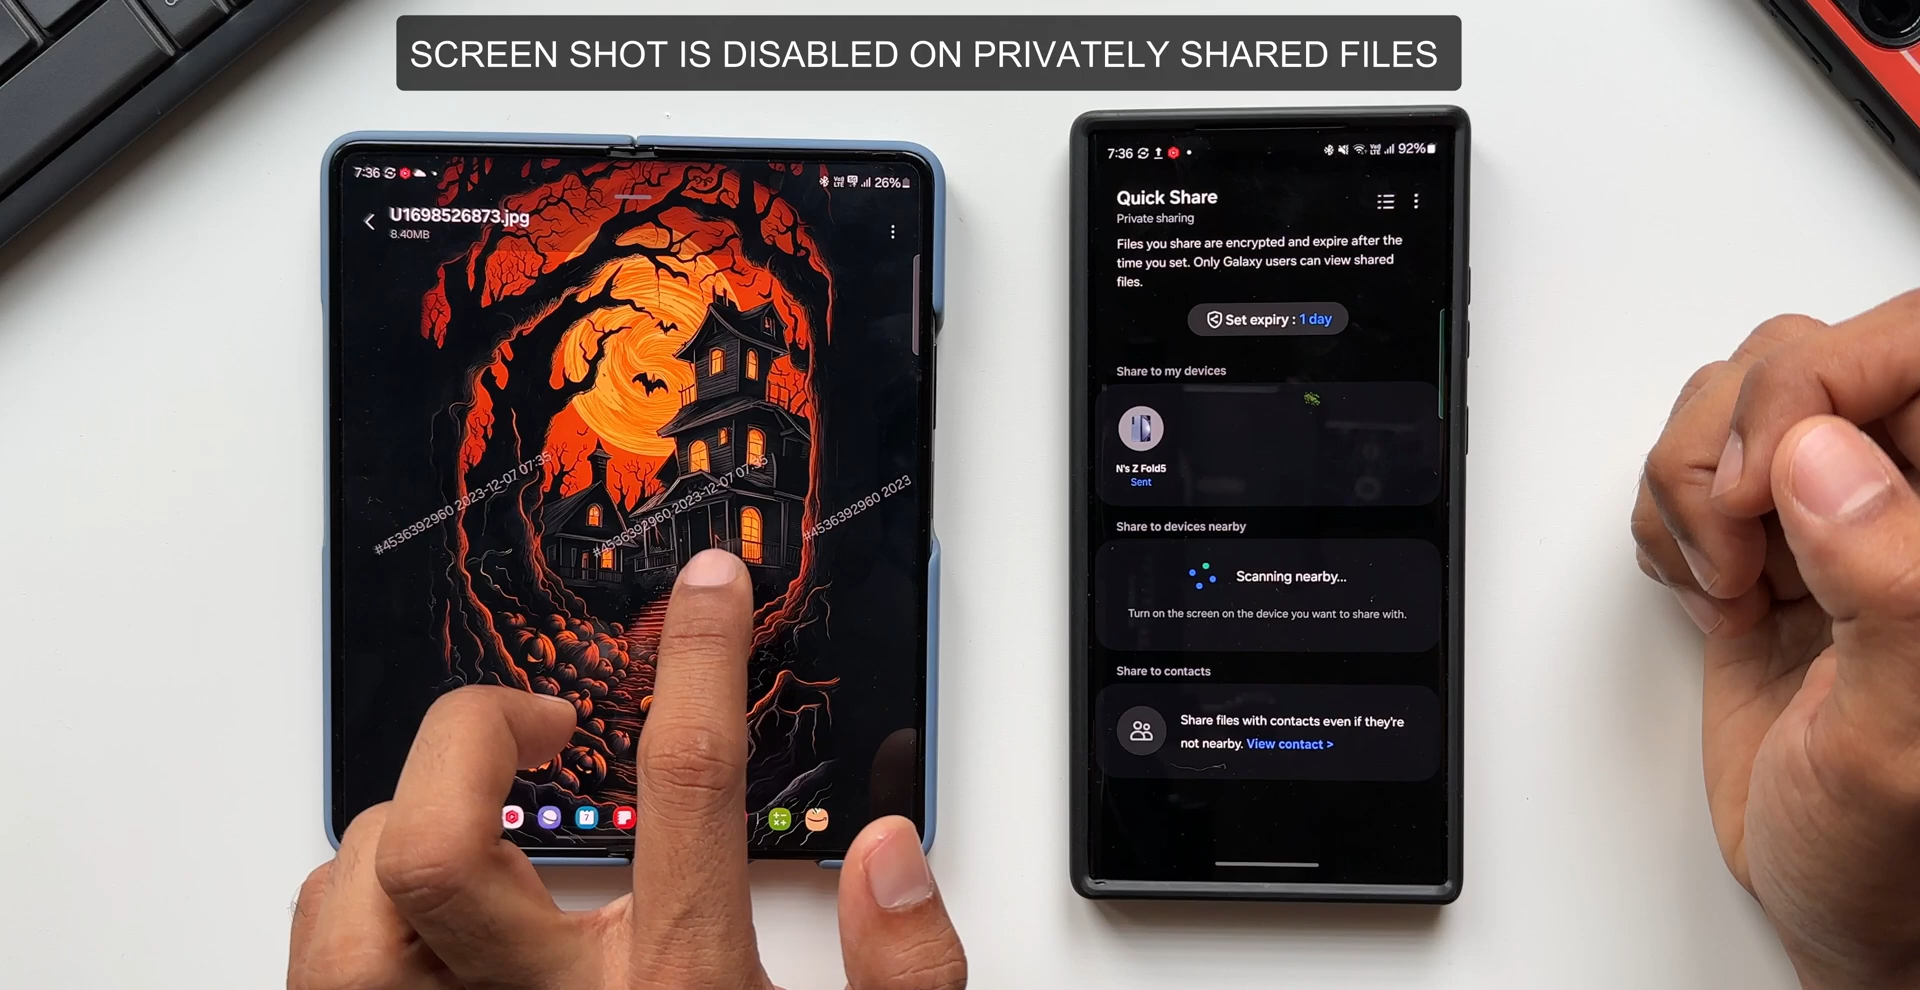 SCREEN SHOT IS DISABLED ON PRIVATELY SHARED FILES
7:36
26%
U1698526873.jpg
8.40MB
#4536392960 2023-12-07 07:35
#4536392960 2023-12-07 07:35
#4536392960 2023
7
7:36
92%
Quick Share
Private sharing
Files you share are encrypted and expire after the
time you set. Only Galaxy users can view shared
files.
Set expiry : 1 day
Share to my devices
N's Z Fold5
Sent
Share to devices nearby
Scanning nearby...
Turn on the screen on the device you want to share with.
Share to contacts
Share files with contacts even if they're
not nearby. View contact >